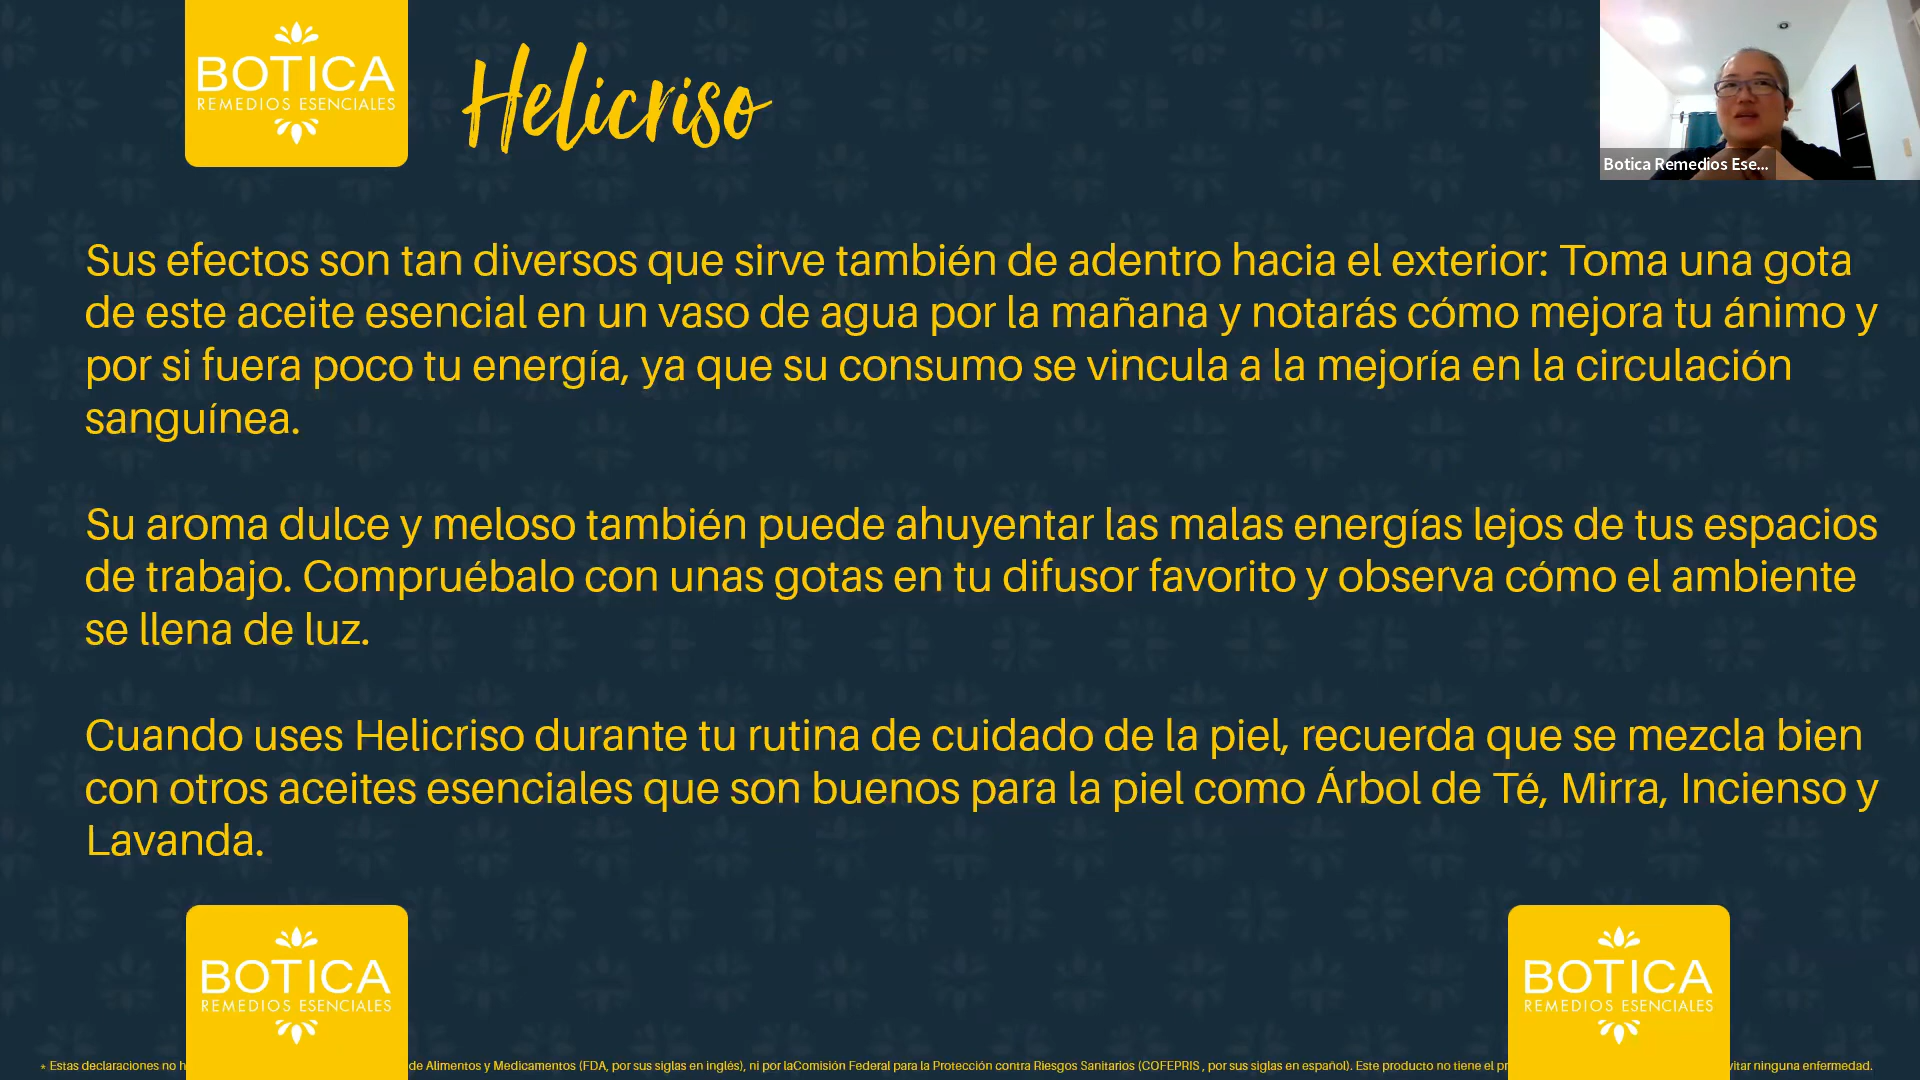 BOTICA
REMEDIOS ESENCIALES
Helicriso
Botica Remedios Ese...
Sus efectos son tan diversos que sirve también de adentro hacia el exterior: Toma una gota
de este aceite esencial en un vaso de agua por la mañana y notarás cómo mejora tu ánimo y
por si fuera poco tu energía, ya que su consumo se vincula a la mejoría en la circulación
sanguínea.
Su aroma dulce y meloso también puede ahuyentar las malas energías lejos de tus espacios
de trabajo. Compruébalo con unas gotas en tu difusor favorito y observa cómo el ambiente
se llena de luz.
Cuando uses Helicriso durante tu rutina de cuidado de la piel, recuerda que se mezcla bien
con otros aceites esenciales que son buenos para la piel como Árbol de Té, Mirra, Incienso y
Lavanda.
BOTICA
REMEDIOS ESENCIALES
BOTICA
REMEDIOS ESENCIALES
* Estas declaraciones no h de Alimentos y Medicamentos (FDA, por sus siglas en inglés), ni por laComisión Federal para la Protección contra Riesgos Sanitarios (COFEPRIS , por sus siglas en español). Este producto no tiene el pr vitar ninguna enfermedad.